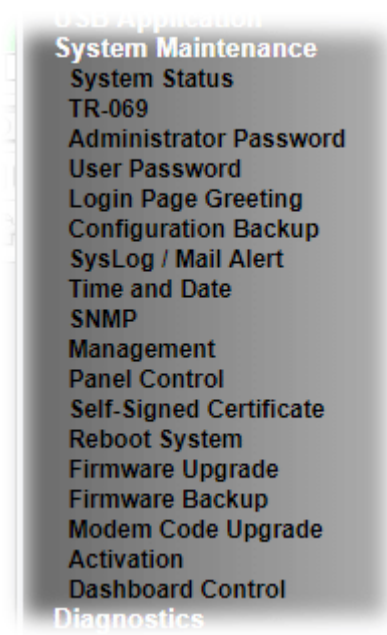 USB Application
System Maintenance
System Status
TR-069
Administrator Password
User Password
Login Page Greeting
Configuration Backup
SysLog / Mail Alert
Time and Date
SNMP
Management
Panel Control
Self-Signed Certificate
Reboot System
Firmware Upgrade
Firmware Backup
Modem Code Upgrade
Activation
Dashboard Control
Diagnostics